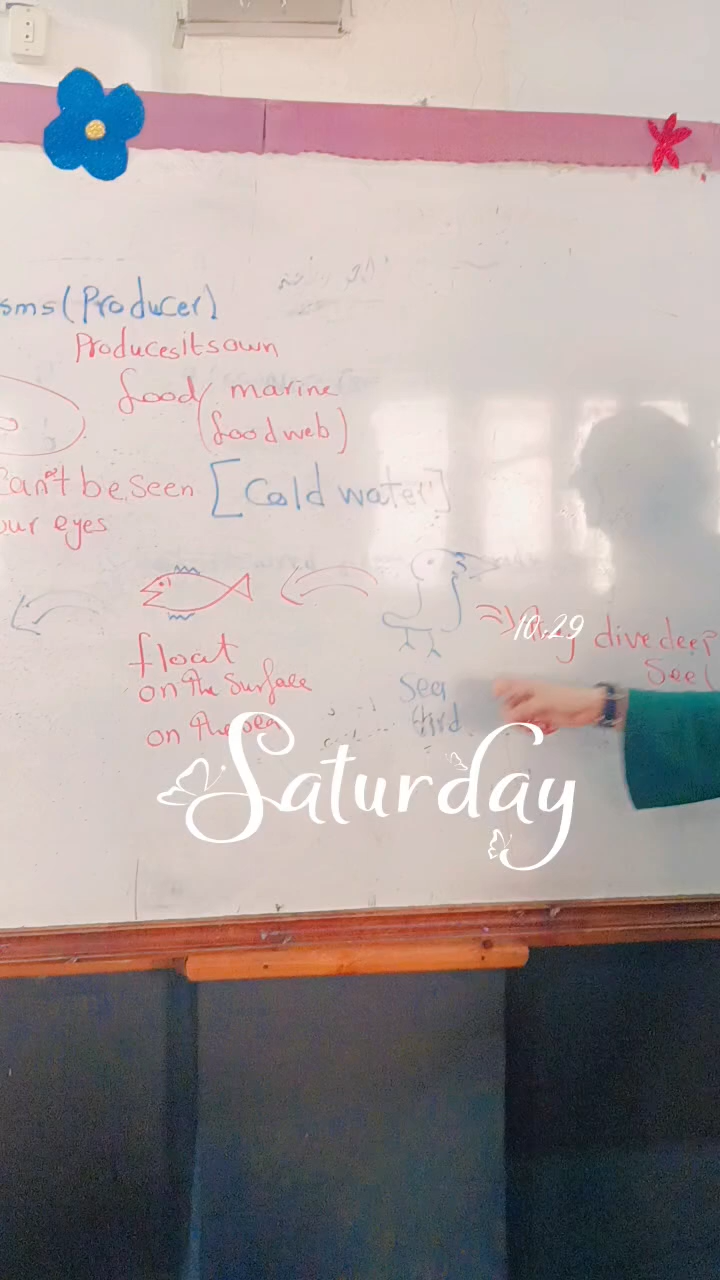 sms (Producer)
Produces its own
food / marine
(food web)
can't be seen [Cold water]
our eyes
10:29
dive deep
float
See
on the surface
sea
bird
on the sea
Saturday